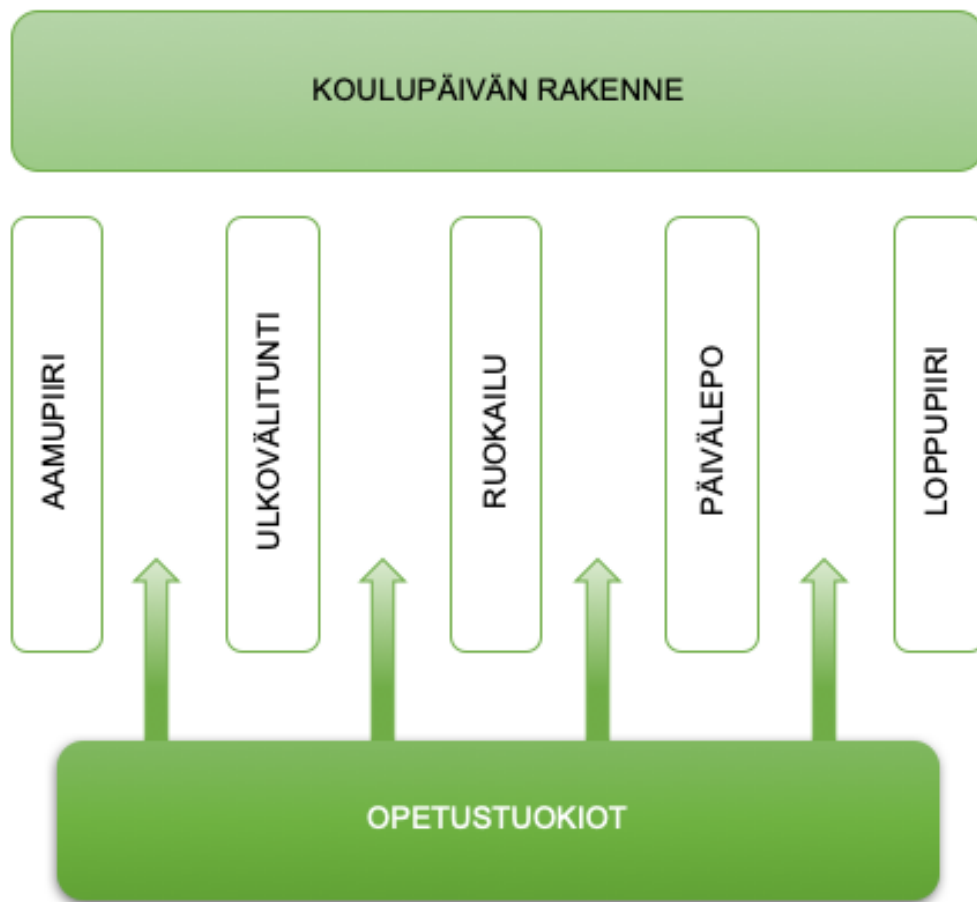 KOULUPÄIVÄN RAKENNE
AAMUPIIRI
ULKOVÄLITUNTI
RUOKAILU
PÄIVÄLEPO
LOPPUPIIRI
OPETUSTUOKIOT